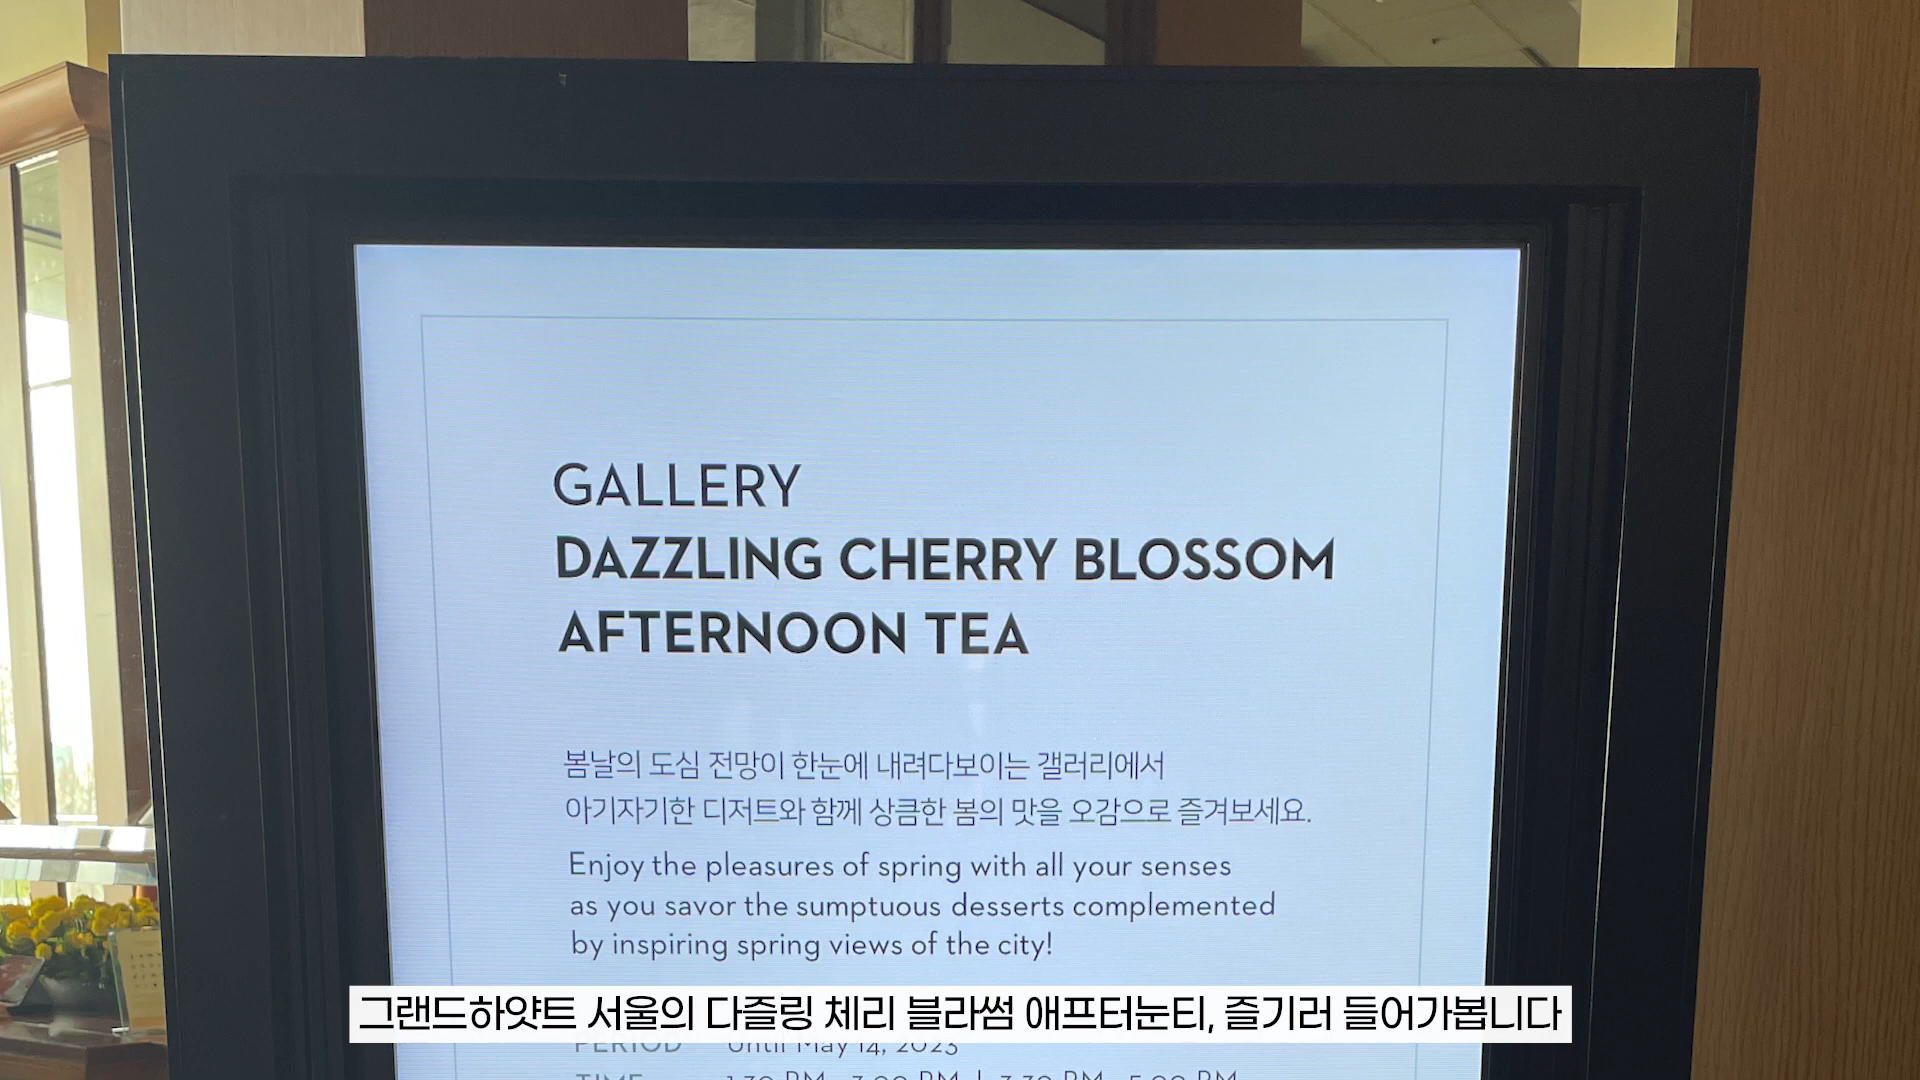 GALLERY
DAZZLING CHERRY BLOSSOM
AFTERNOON TEA
봄날의 도심 전망이 한눈에 내려다보이는 갤러리에서
아기자기한 디저트와 함께 상큼한 봄의 맛을 오감으로 즐겨보세요.
Enjoy the pleasures of spring with all your senses
as you savor the sumptuous desserts complemented
by inspiring spring views of the city!
그랜드하얏트 서울의 다즐링 체리 블라썸 애프터눈티, 즐기러 들어가봅니다
PERIOD Until May 14, 2023